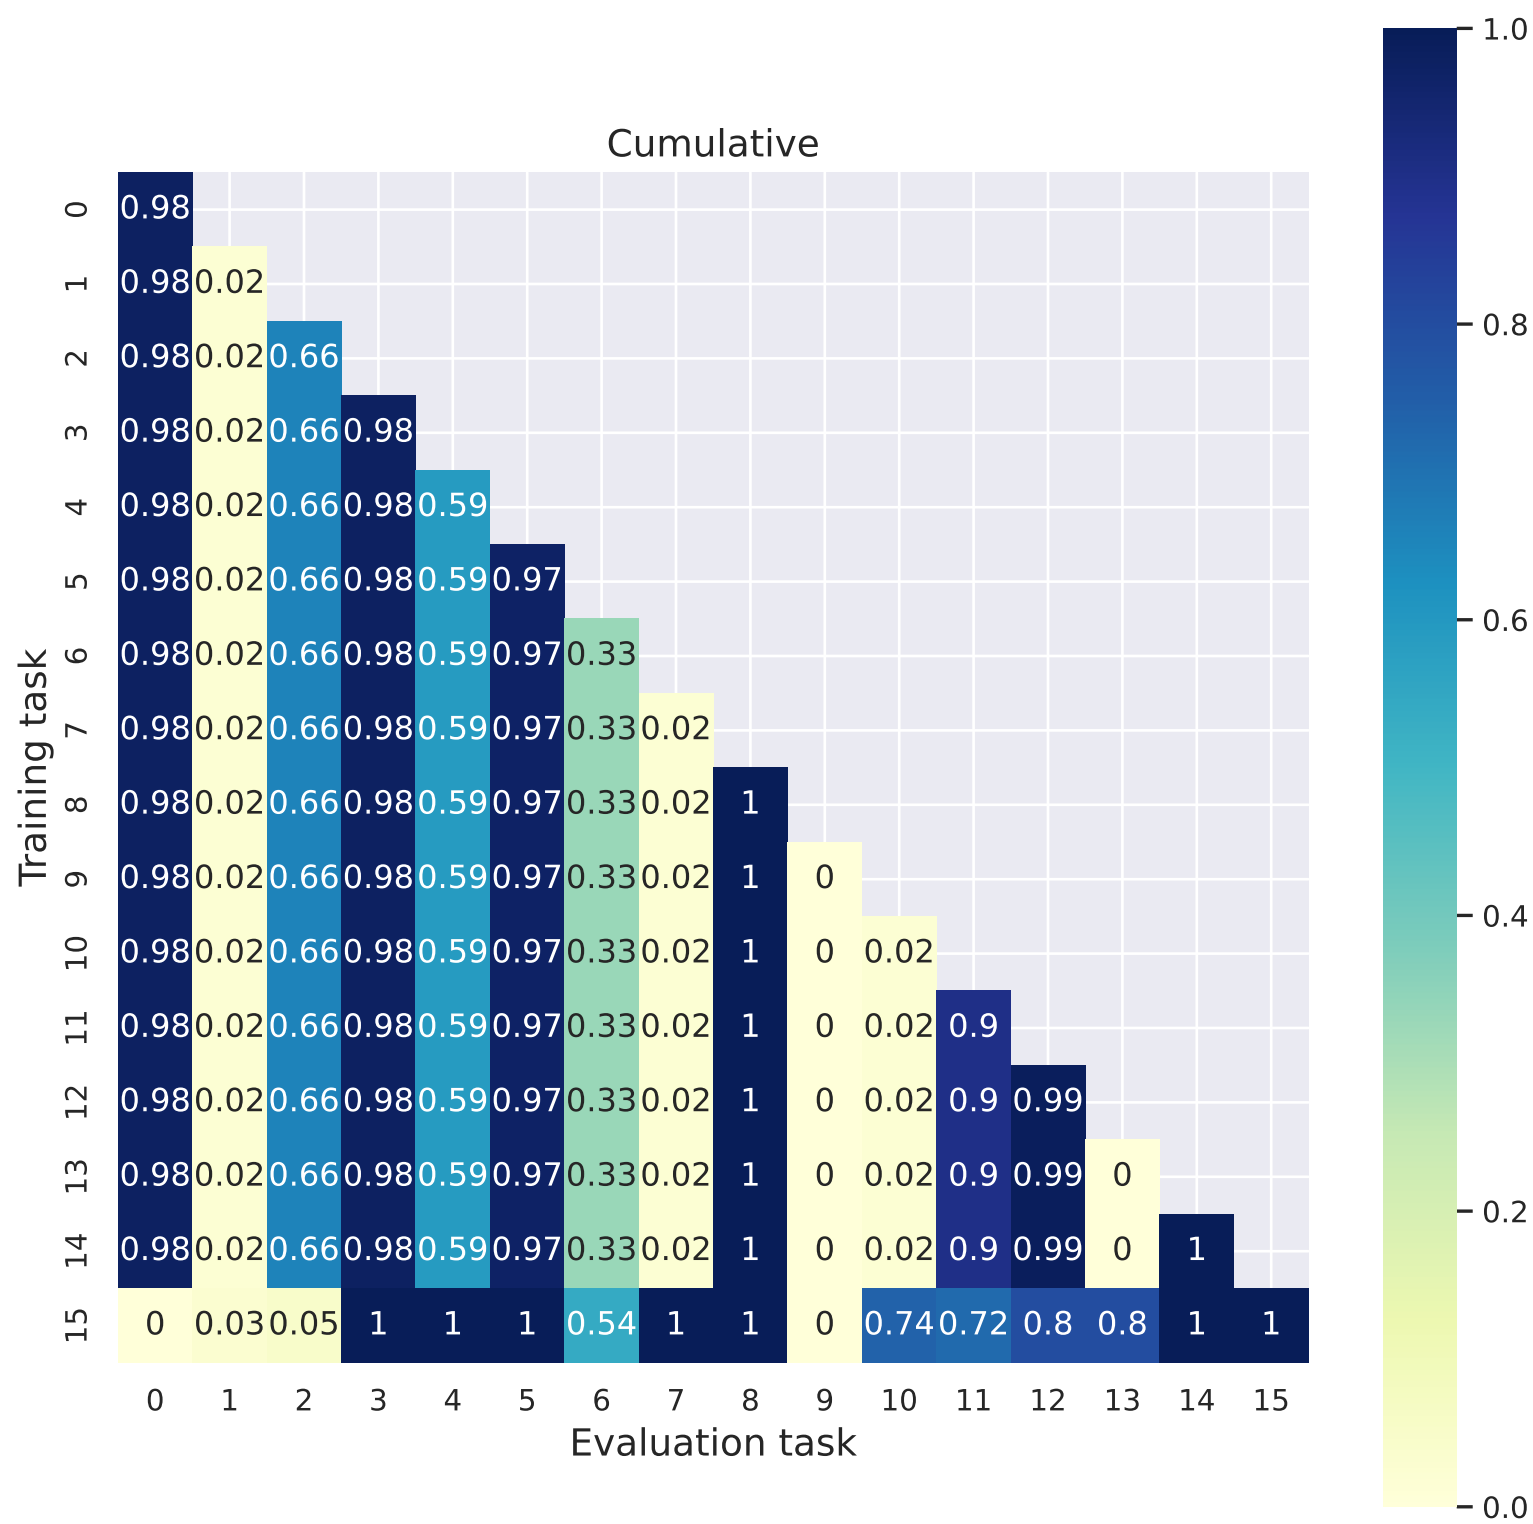 Cumulative
0 0.98
1 0.98 0.02
2 0.98 0.02 0.66
3 0.98 0.02 0.66 0.98
4 0.98 0.02 0.66 0.98 0.59
5 0.98 0.02 0.66 0.98 0.59 0.97
6 0.98 0.02 0.66 0.98 0.59 0.97 0.33
7 0.98 0.02 0.66 0.98 0.59 0.97 0.33 0.02
8 0.98 0.02 0.66 0.98 0.59 0.97 0.33 0.02 1
9 0.98 0.02 0.66 0.98 0.59 0.97 0.33 0.02 1 0
10 0.98 0.02 0.66 0.98 0.59 0.97 0.33 0.02 1 0 0.02
11 0.98 0.02 0.66 0.98 0.59 0.97 0.33 0.02 1 0 0.02 0.9
12 0.98 0.02 0.66 0.98 0.59 0.97 0.33 0.02 1 0 0.02 0.9 0.99
13 0.98 0.02 0.66 0.98 0.59 0.97 0.33 0.02 1 0 0.02 0.9 0.99 0
14 0.98 0.02 0.66 0.98 0.59 0.97 0.33 0.02 1 0 0.02 0.9 0.99 0 1
15 0 0.03 0.05 1 1 1 0.54 1 1 0 0.74 0.72 0.8 0.8 1 1
0 1 2 3 4 5 6 7 8 9 10 11 12 13 14 15
Evaluation task
Training task
1.0
0.8
0.6
0.4
0.2
0.0